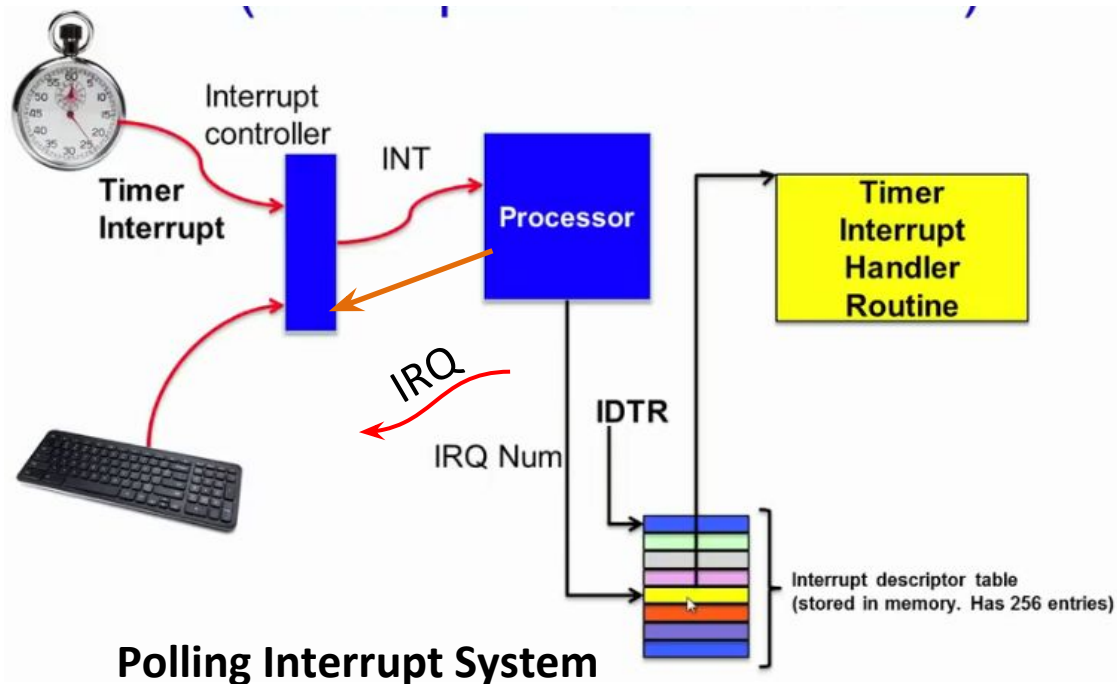 Interrupt
controller
INT
Timer
Interrupt
Processor
Timer
Interrupt
Handler
Routine
IRQ
IDTR
IRQ Num
Interrupt descriptor table
(stored in memory. Has 256 entries)
Polling Interrupt System